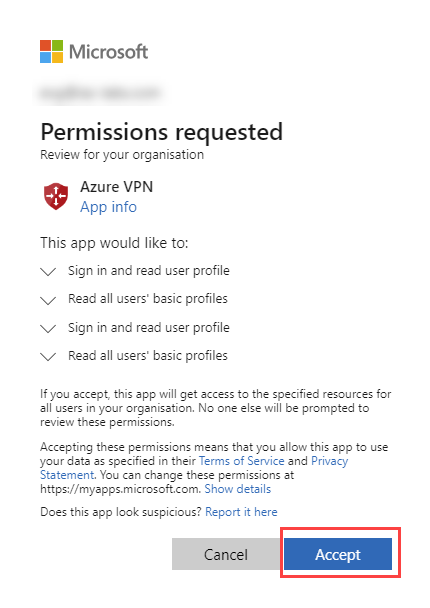 Microsoft
Permissions requested
Review for your organisation
Azure VPN
App info
This app would like to:
Sign in and read user profile
Read all users' basic profiles
Sign in and read user profile
Read all users' basic profiles
If you accept, this app will get access to the specified resources for
all users in your organisation. No one else will be prompted to
review these permissions.
Accepting these permissions means that you allow this app to use
your data as specified in their Terms of Service and Privacy
Statement. You can change these permissions at
https://myapps.microsoft.com. Show details
Does this app look suspicious? Report it here
Cancel
Accept